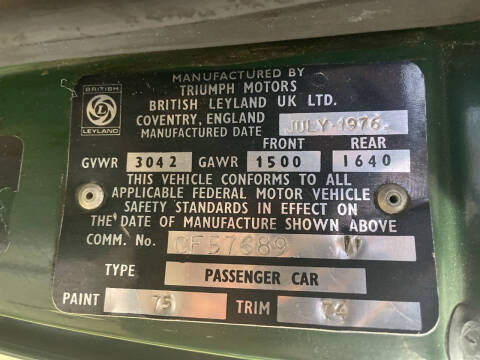 MANUFACTURED BY
TRIUMPH MOTORS
BRITISH LEYLAND UK LTD.
COVENTRY, ENGLAND
MANUFACTURED DATE JULY-1976
BRITISH
L
LEYLAND
FRONT REAR
GVWR 3042 GAWR 1500 1640
THIS VEHICLE CONFORMS TO ALL
APPLICABLE FEDERAL MOTOR VEHICLE
SAFETY STANDARDS IN EFFECT ON
THE DATE OF MANUFACTURE SHOWN ABOVE
COMM. No. CF57689 U
TYPE PASSENGER CAR
PAINT 75 TRIM 74